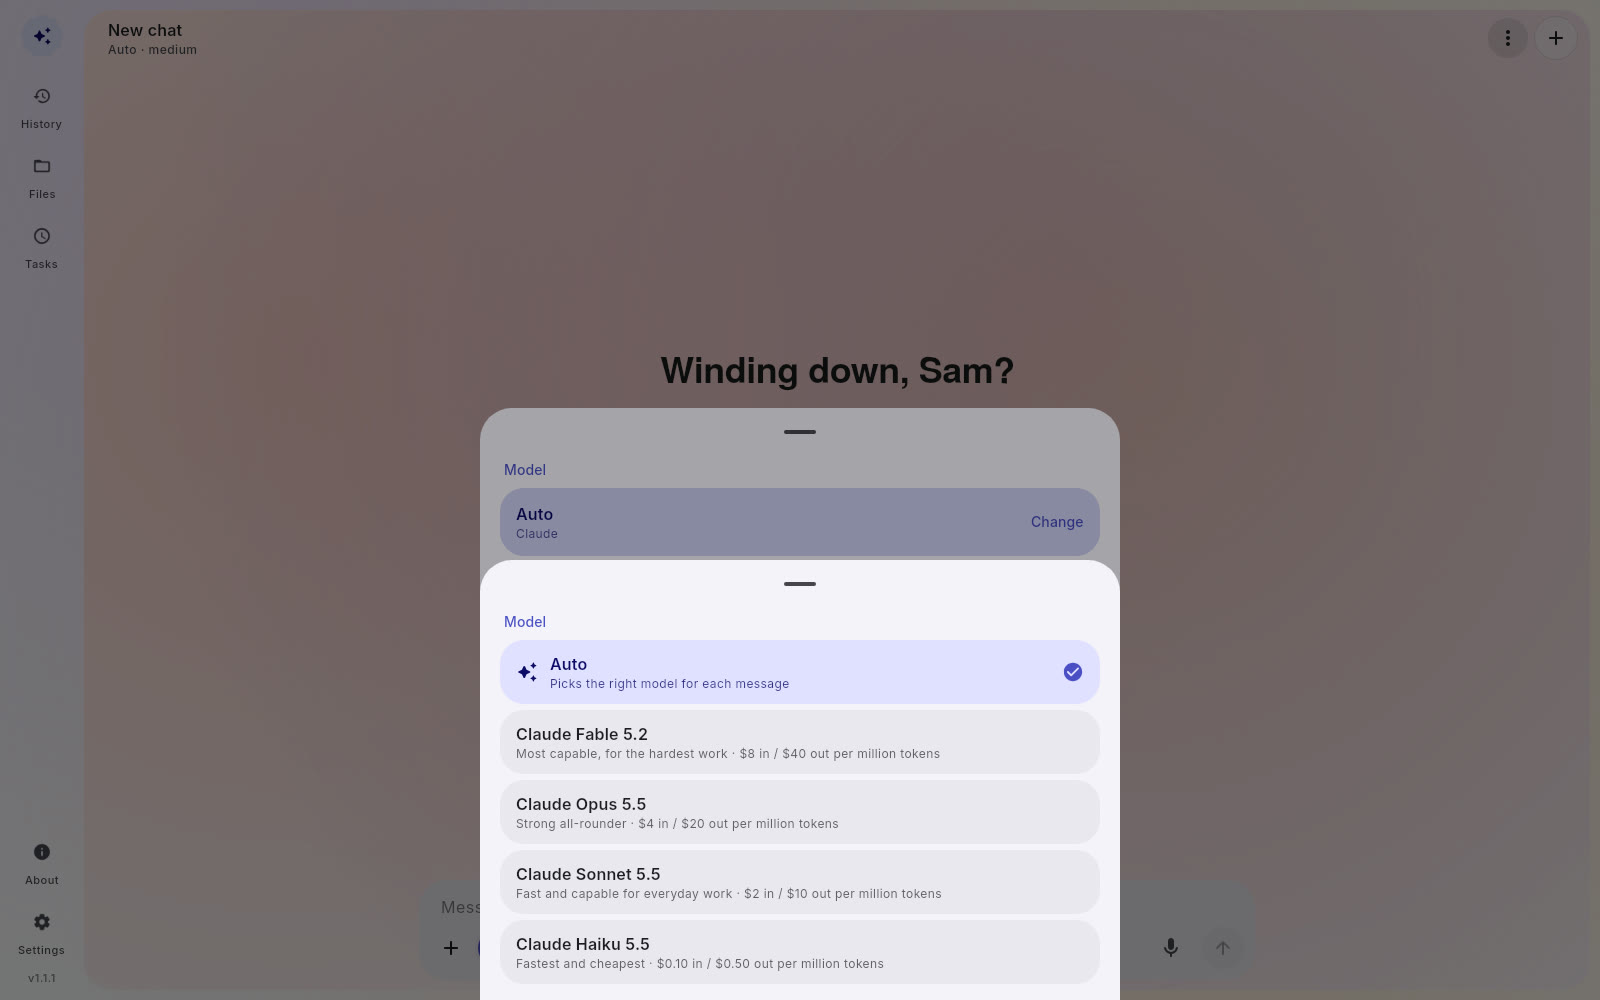 New chat
Auto · medium
History
Files
Tasks
Winding down, Sam?
Model
Auto
Claude
Change
Model
Auto
Picks the right model for each message
Claude Fable 5.2
Most capable, for the hardest work · $8 in / $40 out per million tokens
Claude Opus 5.5
Strong all-rounder · $4 in / $20 out per million tokens
Claude Sonnet 5.5
Fast and capable for everyday work · $2 in / $10 out per million tokens
Claude Haiku 5.5
Fastest and cheapest · $0.10 in / $0.50 out per million tokens
About
Settings
v1.1.1